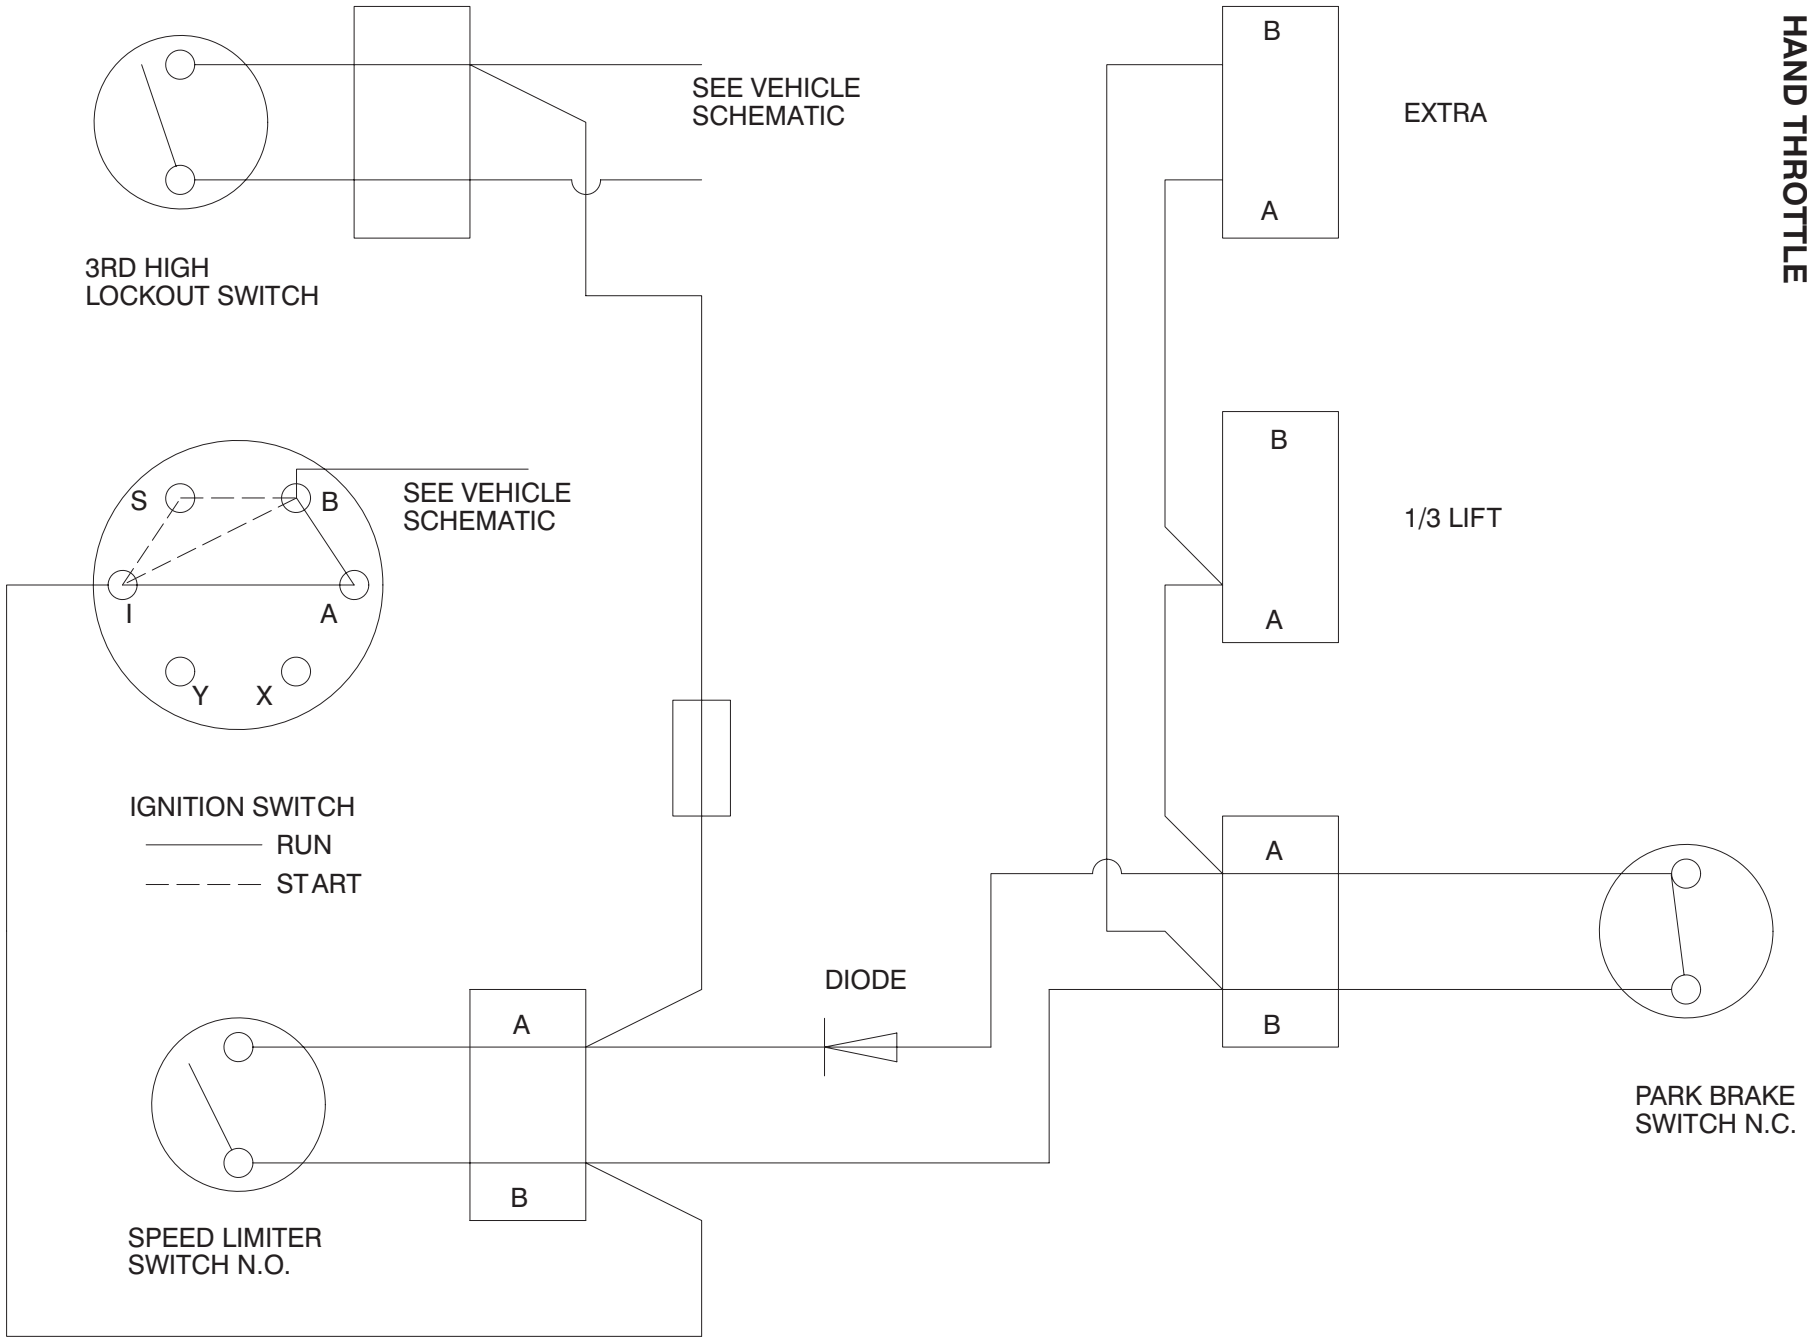 HAND THROTTLE
B
SEE VEHICLE
SCHEMATIC
EXTRA
A
3RD HIGH
LOCKOUT SWITCH
B
S
B
SEE VEHICLE
SCHEMATIC
1/3 LIFT
I
A
A
Y
X
IGNITION SWITCH
RUN
START
A
DIODE
A
B
PARK BRAKE
SWITCH N.C.
B
SPEED LIMITER
SWITCH N.O.